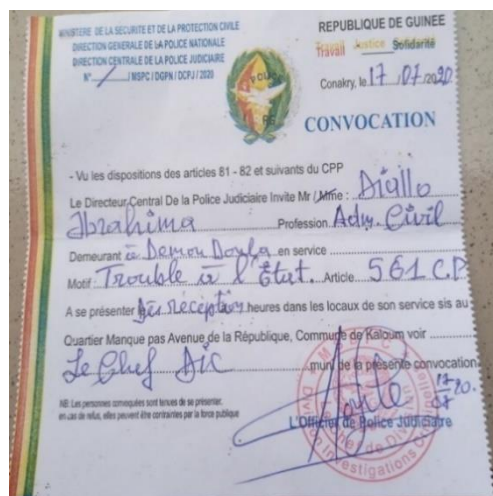 MINISTERE DE LA SECURITE ET DE LA PROTECTION CIVILE
DIRECTION GENERALE DE LA POLICE NATIONALE
DIRECTION CENTRALE DE LA POLICE JUDICIAIRE
N° / MSPC / DGPN / DCPJ / 2020
REPUBLIQUE DE GUINEE
Travail Justice Solidarité
Conakry, le 17 /07 /2020
POLICE
CONVOCATION
- Vu les dispositions des articles 81 - 82 et suivants du CPP
Le Directeur Central De la Police Judiciaire Invite Mr / Mme : Diallo
Ibrahima Profession Adm. Civil
Demeurant à Demoudoula en service
Motif : Trouble à l'État. Article 561 C.P
A se présenter Dès réception heures dans les locaux de son service sis au
Quartier Manque pas Avenue de la République, Commune de Kaloum voir
Le Chef DIC muni de la présente convocation
NB: Les personnes convoquées sont tenues de se présenter,
en cas de refus, elles peuvent être contraintes par la force publique
17/07 20.
L'Officier de Police Judiciaire